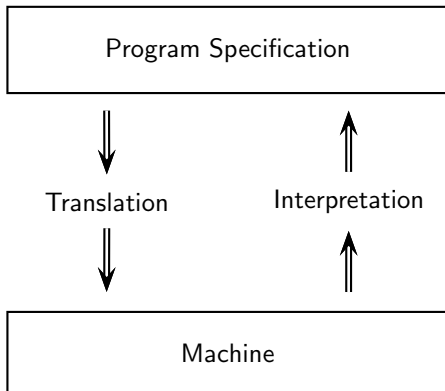 Program Specification
Translation
Interpretation
Machine